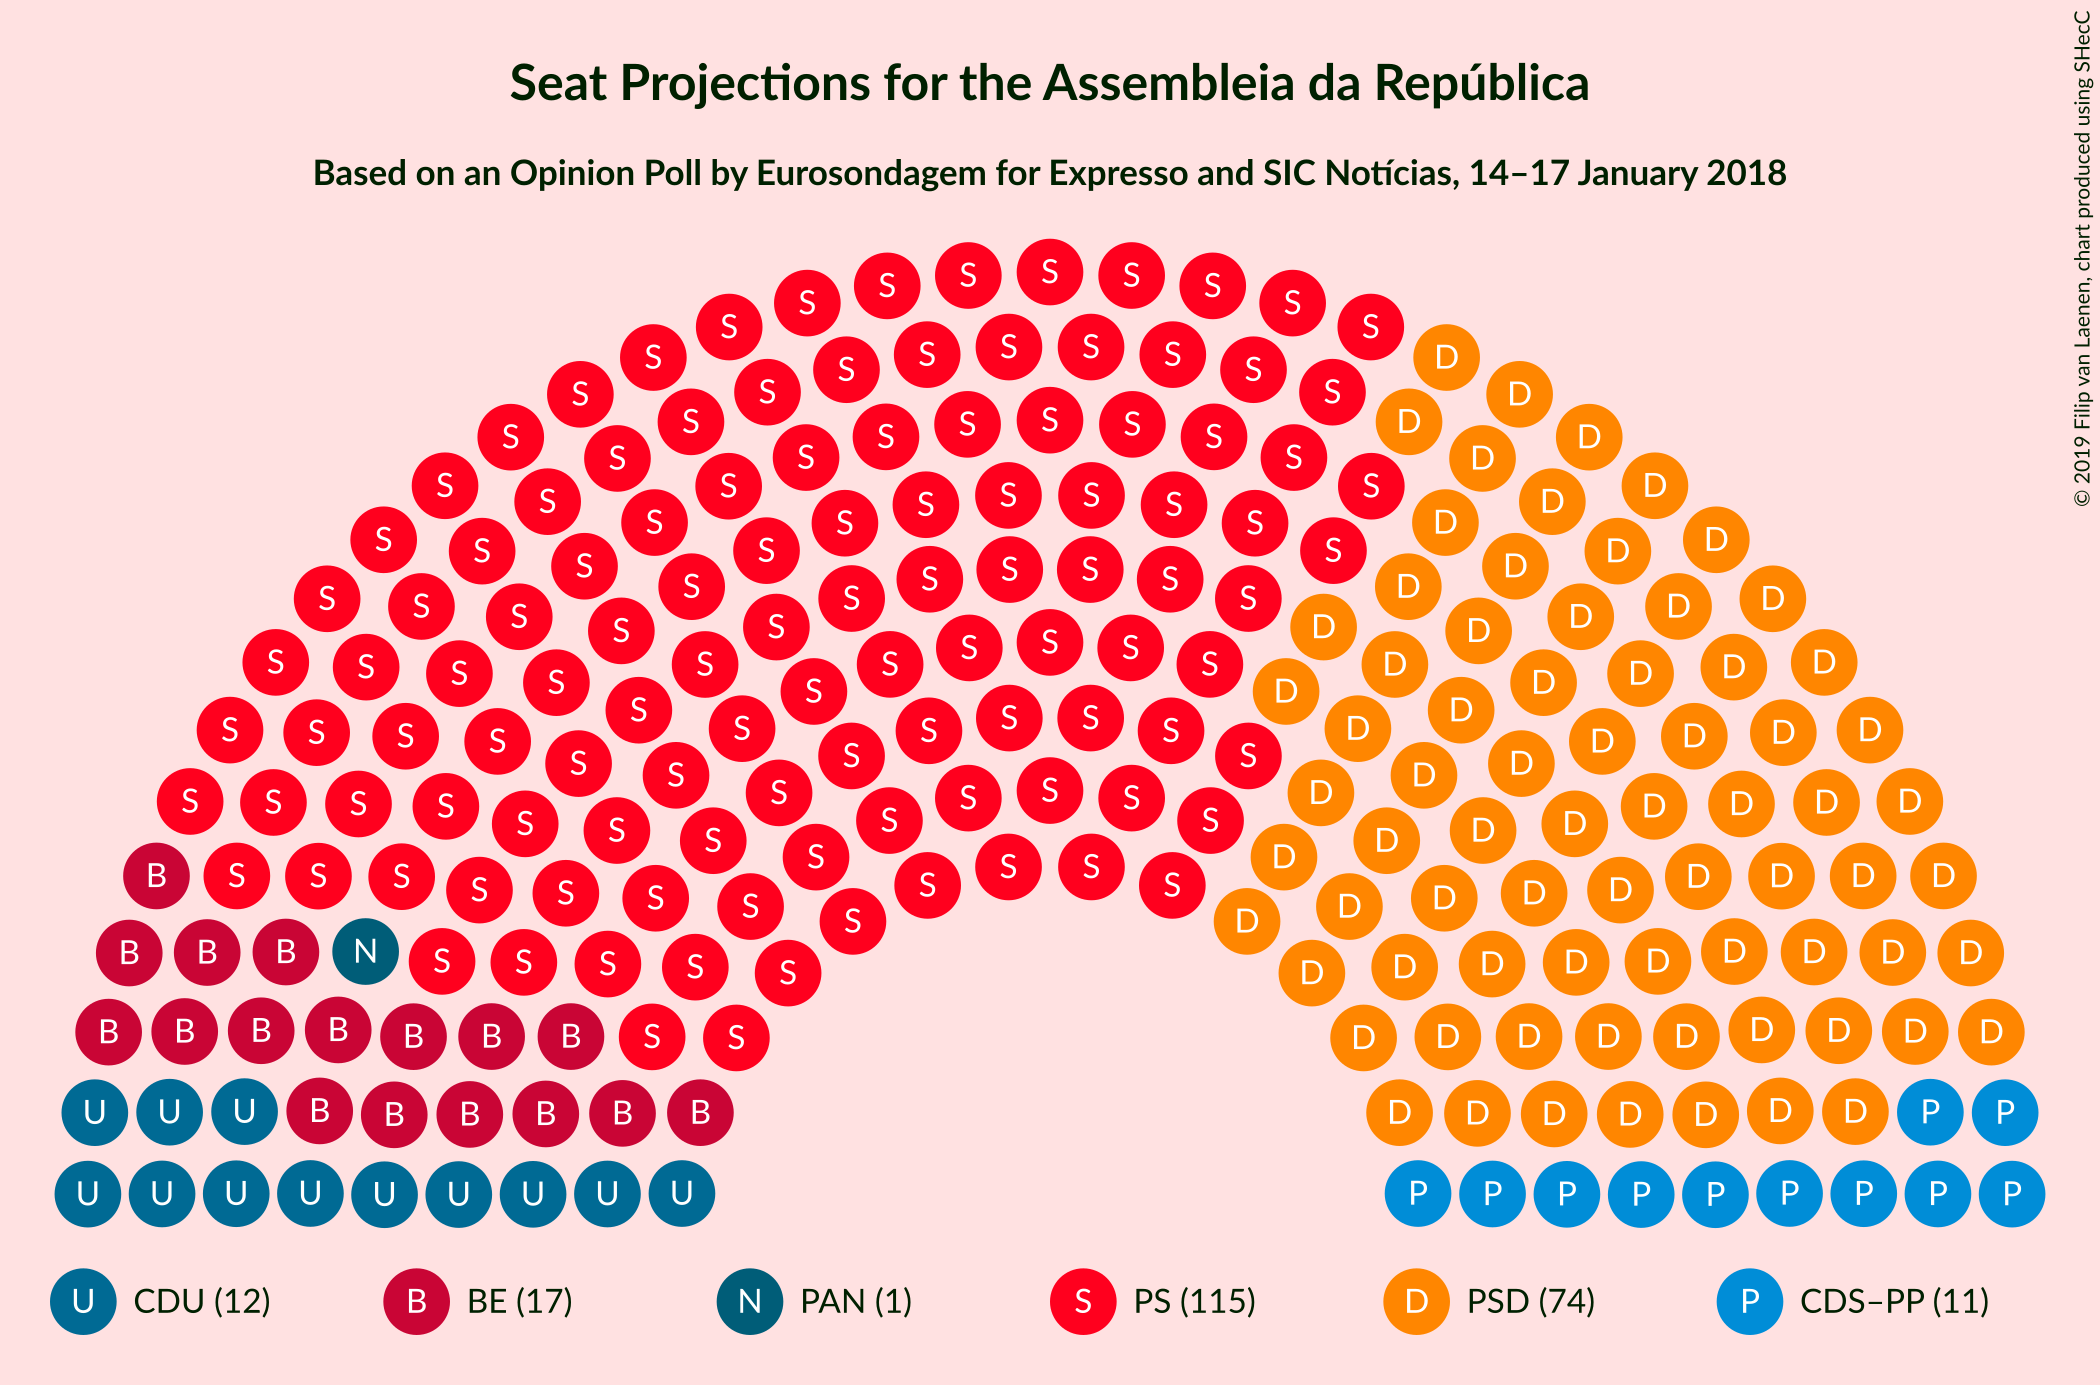 Seat Projections for the Assembleia da República
Based on an Opinion Poll by Eurosondagem for Expresso and SIC Notícias, 14–17 January 2018
© 2019 Filip van Laenen, chart produced using SHecC
U CDU (12) B BE (17) N PAN (1) S PS (115) D PSD (74) P CDS–PP (11)